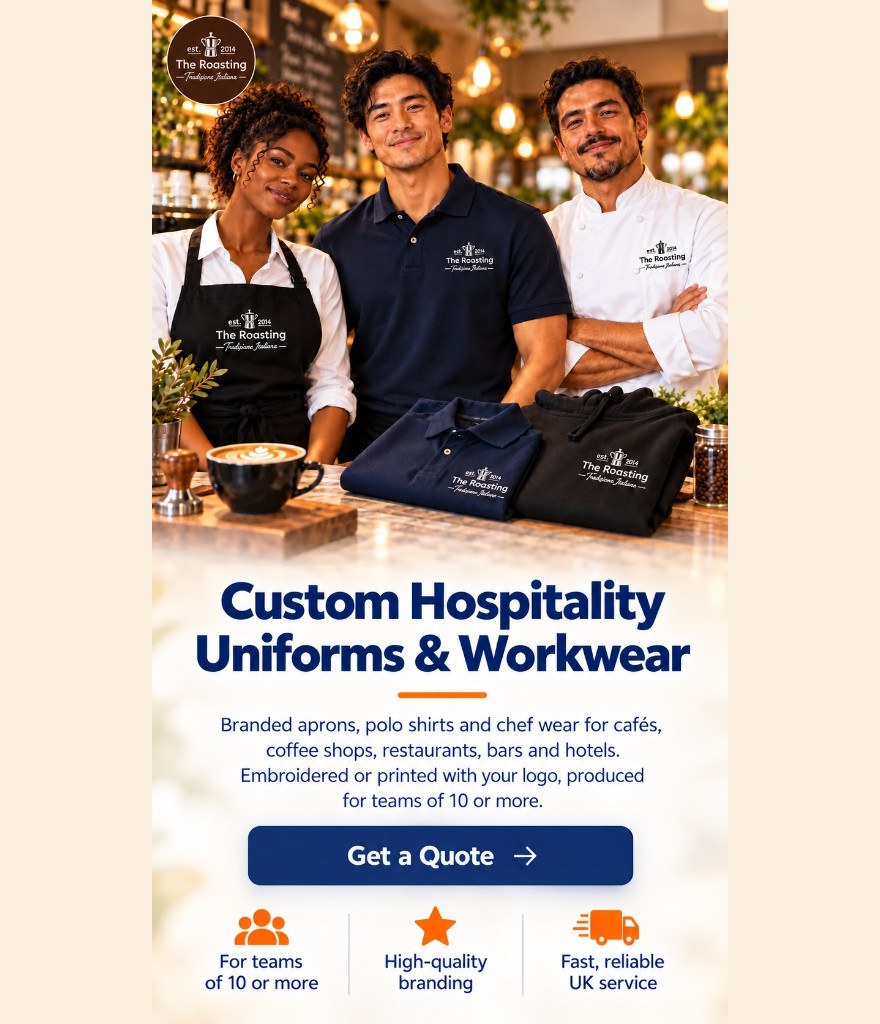 est. 2014
The Roasting
Tradizione Italiana
est. 2014
The Roasting
Tradizione Italiana
est. 2014
The Roasting
Tradizione Italiana
est. 2014
The Roasting
Tradizione Italiana
est. 2014
The Roasting
Tradizione Italiana
est. 2014
The Roasting
Tradizione Italiana
Custom Hospitality
Uniforms & Workwear
Branded aprons, polo shirts and chef wear for cafés,
coffee shops, restaurants, bars and hotels.
Embroidered or printed with your logo, produced
for teams of 10 or more.
Get a Quote →
For teams
of 10 or more
High-quality
branding
Fast, reliable
UK service